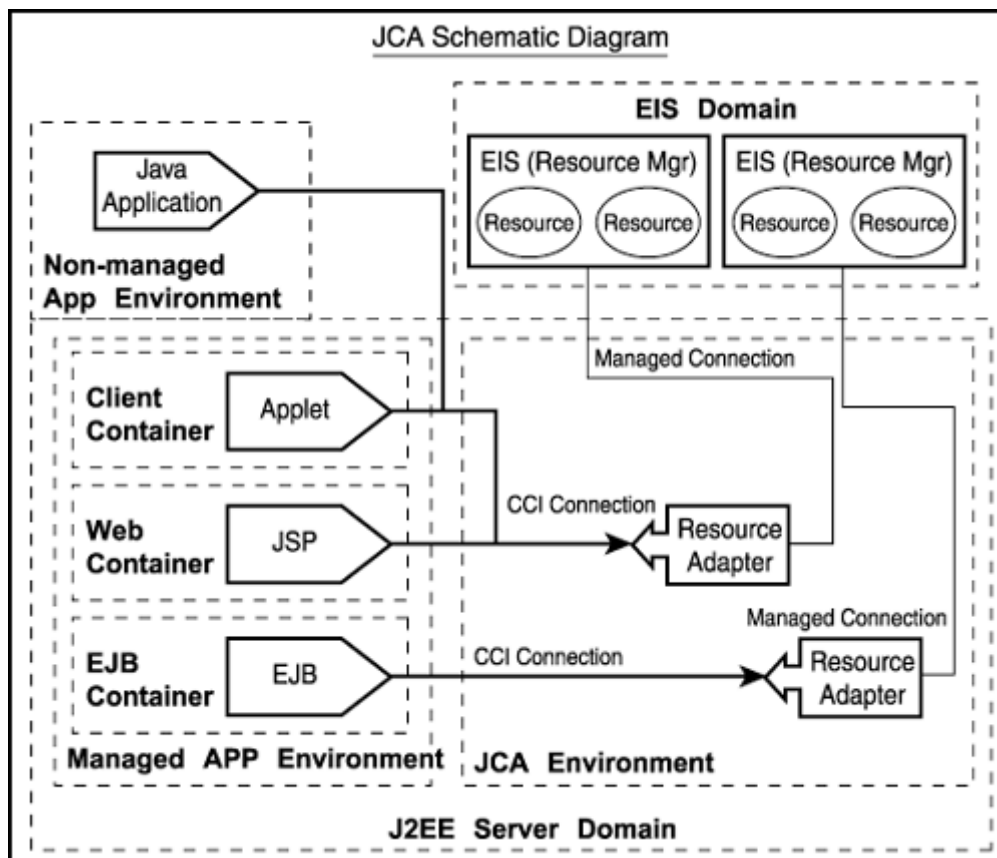 JCA Schematic Diagram
EIS Domain
EIS (Resource Mgr)
Resource
Resource
EIS (Resource Mgr)
Resource
Resource
Java
Application
Non-managed
App Environment
Managed Connection
Client
Container
Applet
CCI Connection
Resource
Adapter
Web
Container
JSP
Managed Connection
EJB
Container
EJB
CCI Connection
Resource
Adapter
Managed APP Environment
JCA Environment
J2EE Server Domain